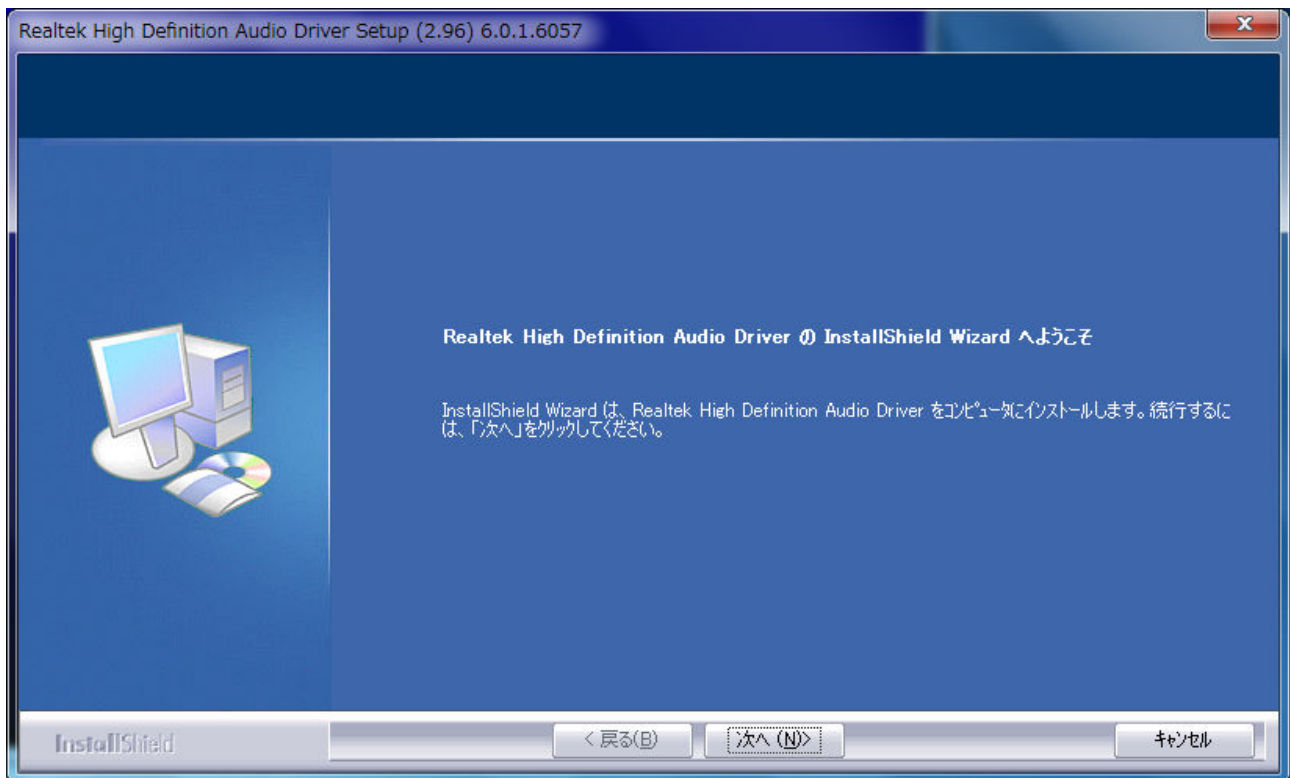 Realtek High Definition Audio Driver Setup (2.96) 6.0.1.6057
Realtek High Definition Audio Driver の InstallShield Wizard へようこそ
InstallShield Wizard は、Realtek High Definition Audio Driver をｺﾝﾋﾟｭｰﾀにｲﾝｽﾄｰﾙします。続行するに
は、「次へ」をｸﾘｯｸしてください。
InstallShield
< 戻る(B)
次へ (N)>
ｷｬﾝｾﾙ